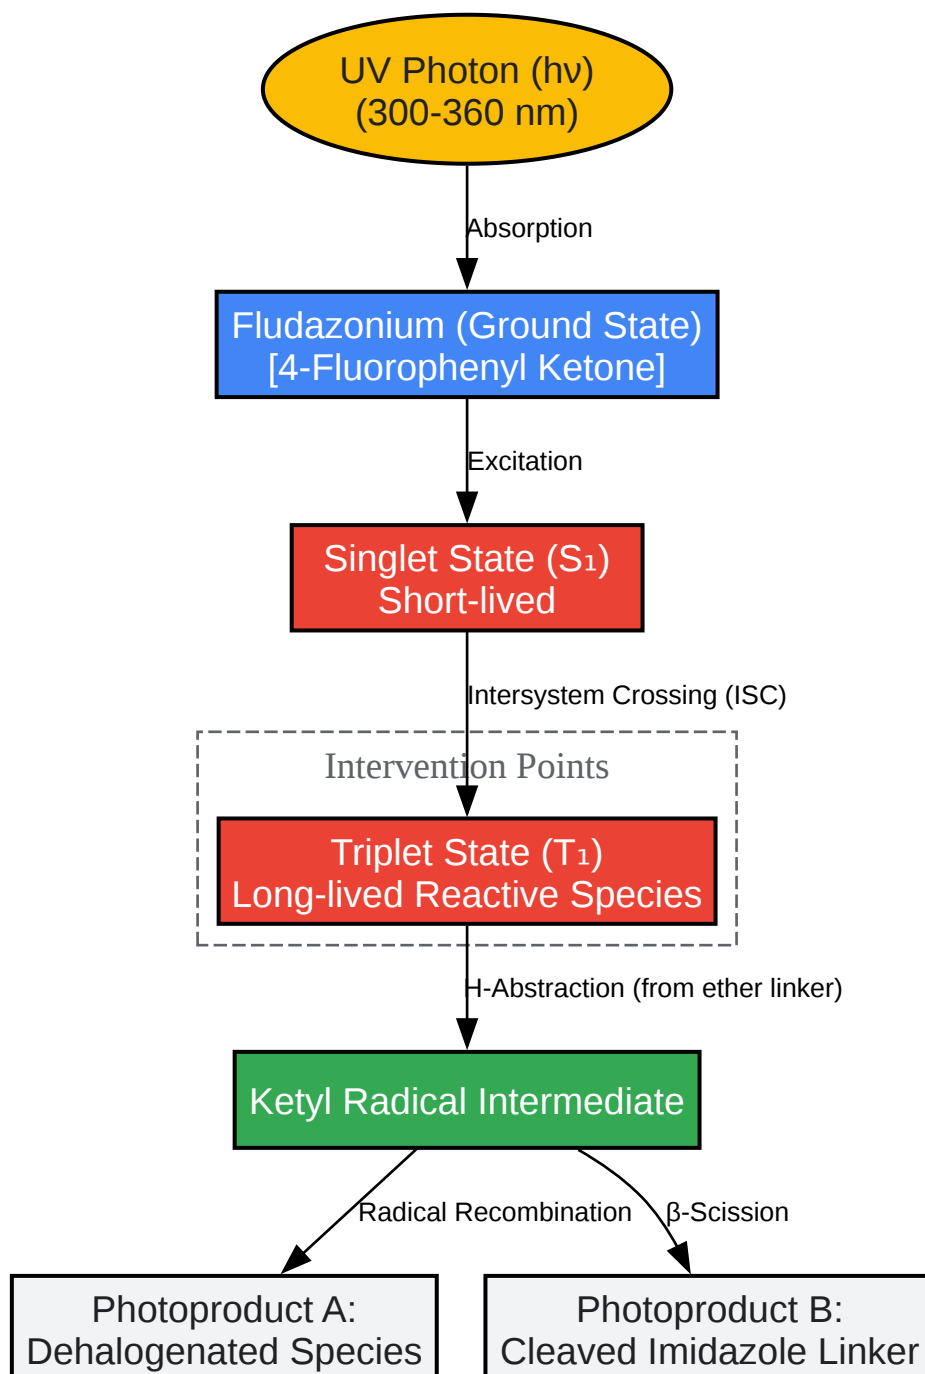 UV Photon (hν)
(300-360 nm)
Absorption
Fludazonium (Ground State)
[4-Fluorophenyl Ketone]
Excitation
Singlet State (S₁)
Short-lived
Intersystem Crossing (ISC)
Intervention Points
Triplet State (T₁)
Long-lived Reactive Species
H-Abstraction (from ether linker)
Ketyl Radical Intermediate
Radical Recombination
β-Scission
Photoproduct A:
Dehalogenated Species
Photoproduct B:
Cleaved Imidazole Linker